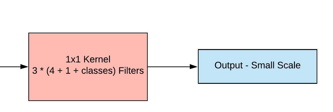 1x1 Kernel
3 * (4 + 1 + classes) Filters
Output - Small Scale